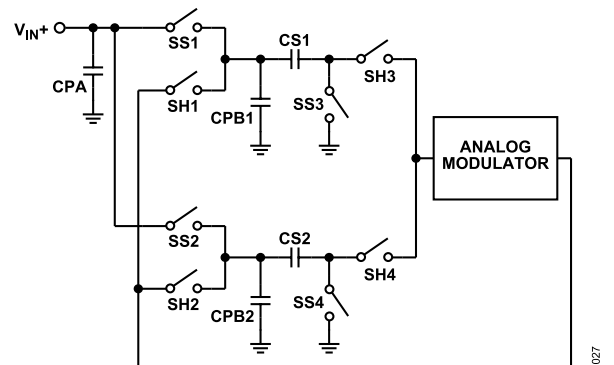 VIN+
SS1
CS1
SH3
CPA
SH1
CPB1
SS3
ANALOG
MODULATOR
SS2
CS2
SH4
SH2
CPB2
SS4
027